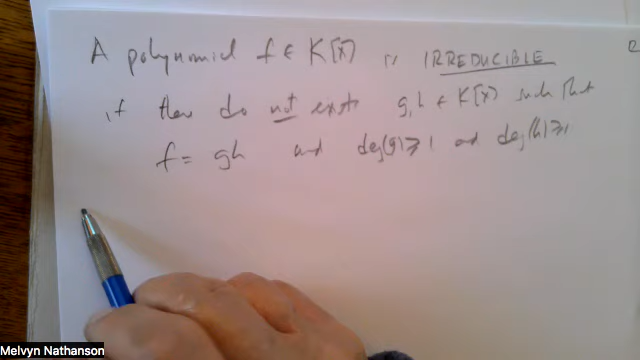 A polynomial f ∈ K[x] is IRREDUCIBLE
if there do not exist g, h ∈ K[x] such that
f = gh and deg(g) ≥ 1 and deg(h) ≥ 1
Melvyn Nathanson